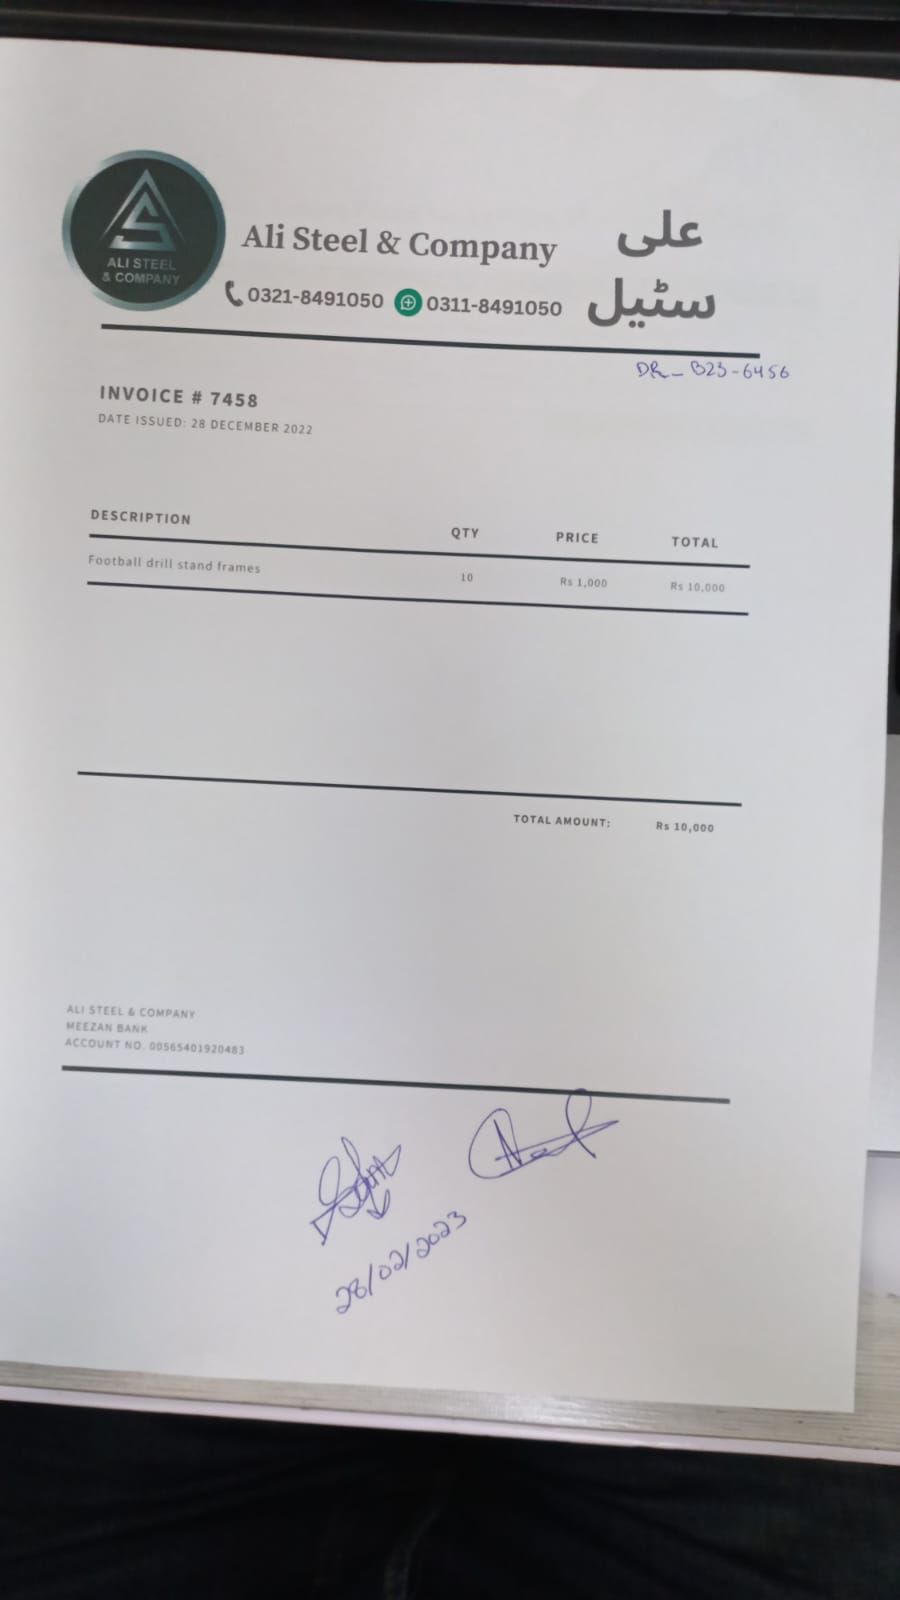 ALI STEEL
& COMPANY
Ali Steel & Company
علی
سٹیل
0321-8491050 0311-8491050
DR_B23-6456
INVOICE # 7458
DATE ISSUED: 28 DECEMBER 2022
DESCRIPTION QTY PRICE TOTAL
Football drill stand frames 10 Rs 1,000 Rs 10,000
TOTAL AMOUNT: Rs 10,000
ALI STEEL & COMPANY
MEEZAN BANK
ACCOUNT NO. 00565401920483
28/02/2023